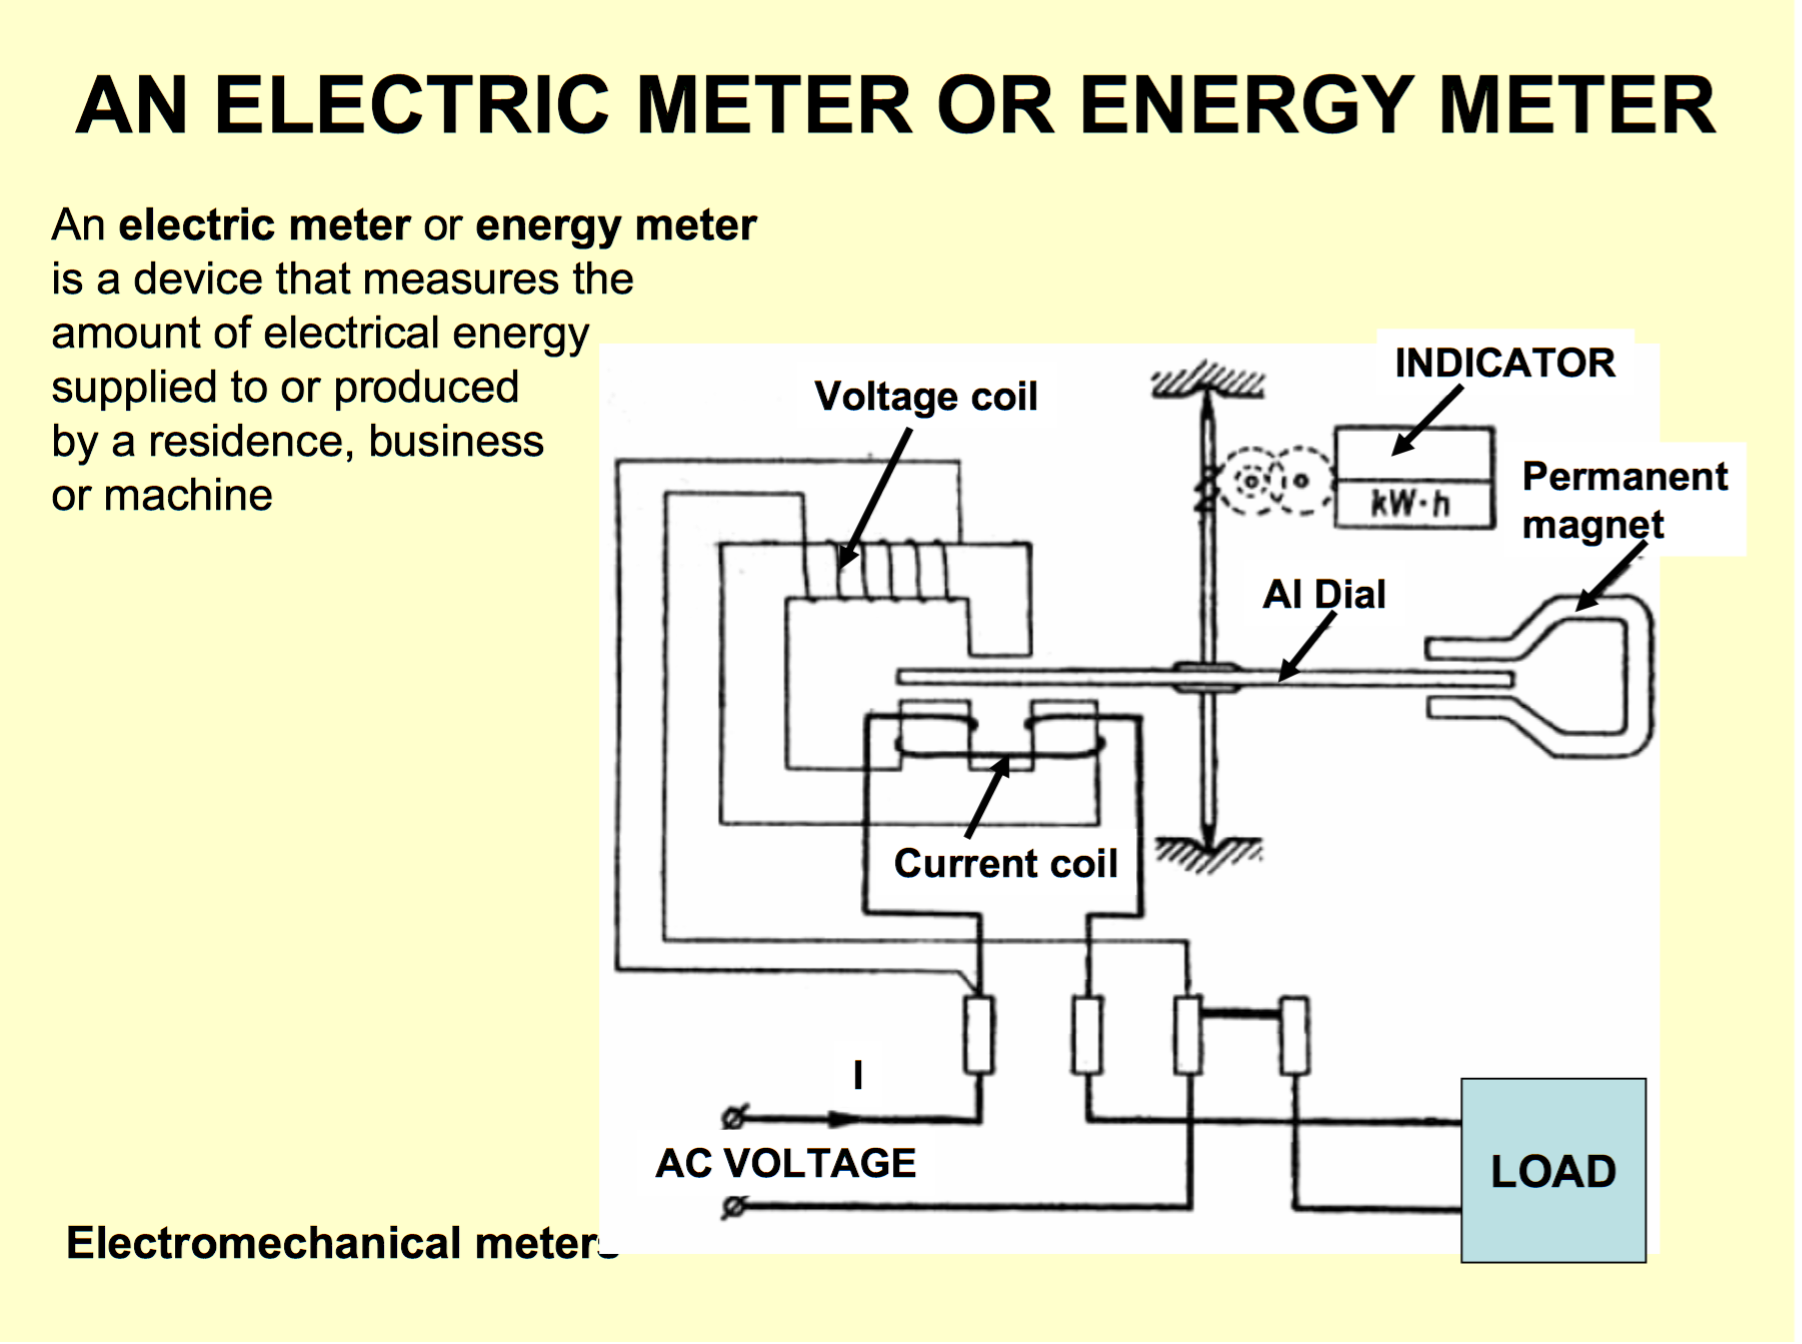 AN ELECTRIC METER OR ENERGY METER
An electric meter or energy meter
is a device that measures the
amount of electrical energy
supplied to or produced
by a residence, business
or machine
INDICATOR
Voltage coil
Permanent
magnet
kW·h
Al Dial
Current coil
I
AC VOLTAGE
LOAD
Electromechanical meters